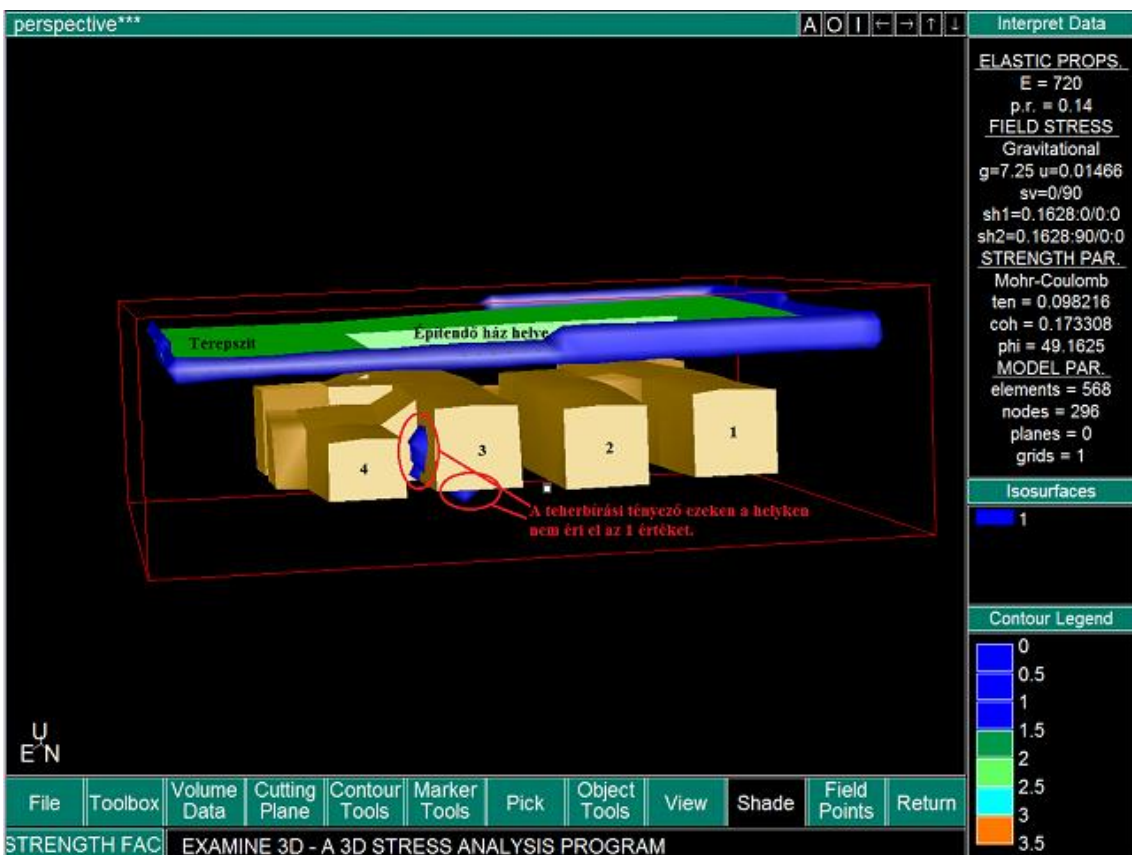 perspective***
A O I ← → ↑ ↓
Interpret Data
ELASTIC PROPS.
E = 720
p.r. = 0.14
FIELD STRESS
Gravitational
g=7.25 u=0.01466
sv=0/90
sh1=0.1628:0/0:0
sh2=0.1628:90/0:0
STRENGTH PAR.
Mohr-Coulomb
ten = 0.098216
coh = 0.173308
phi = 49.1625
MODEL PAR.
elements = 568
nodes = 296
planes = 0
grids = 1
Isosurfaces
1
Contour Legend
0
0.5
1
1.5
2
2.5
3
3.5
Terepszít
Építendő ház helye
1
2
3
4
A teherbírási tényező ezeken a helyken
nem éri el az 1 értéket.
U
E N
File
Toolbox
Volume
Data
Cutting
Plane
Contour
Tools
Marker
Tools
Pick
Object
Tools
View
Shade
Field
Points
Return
STRENGTH FAC
EXAMINE 3D - A 3D STRESS ANALYSIS PROGRAM